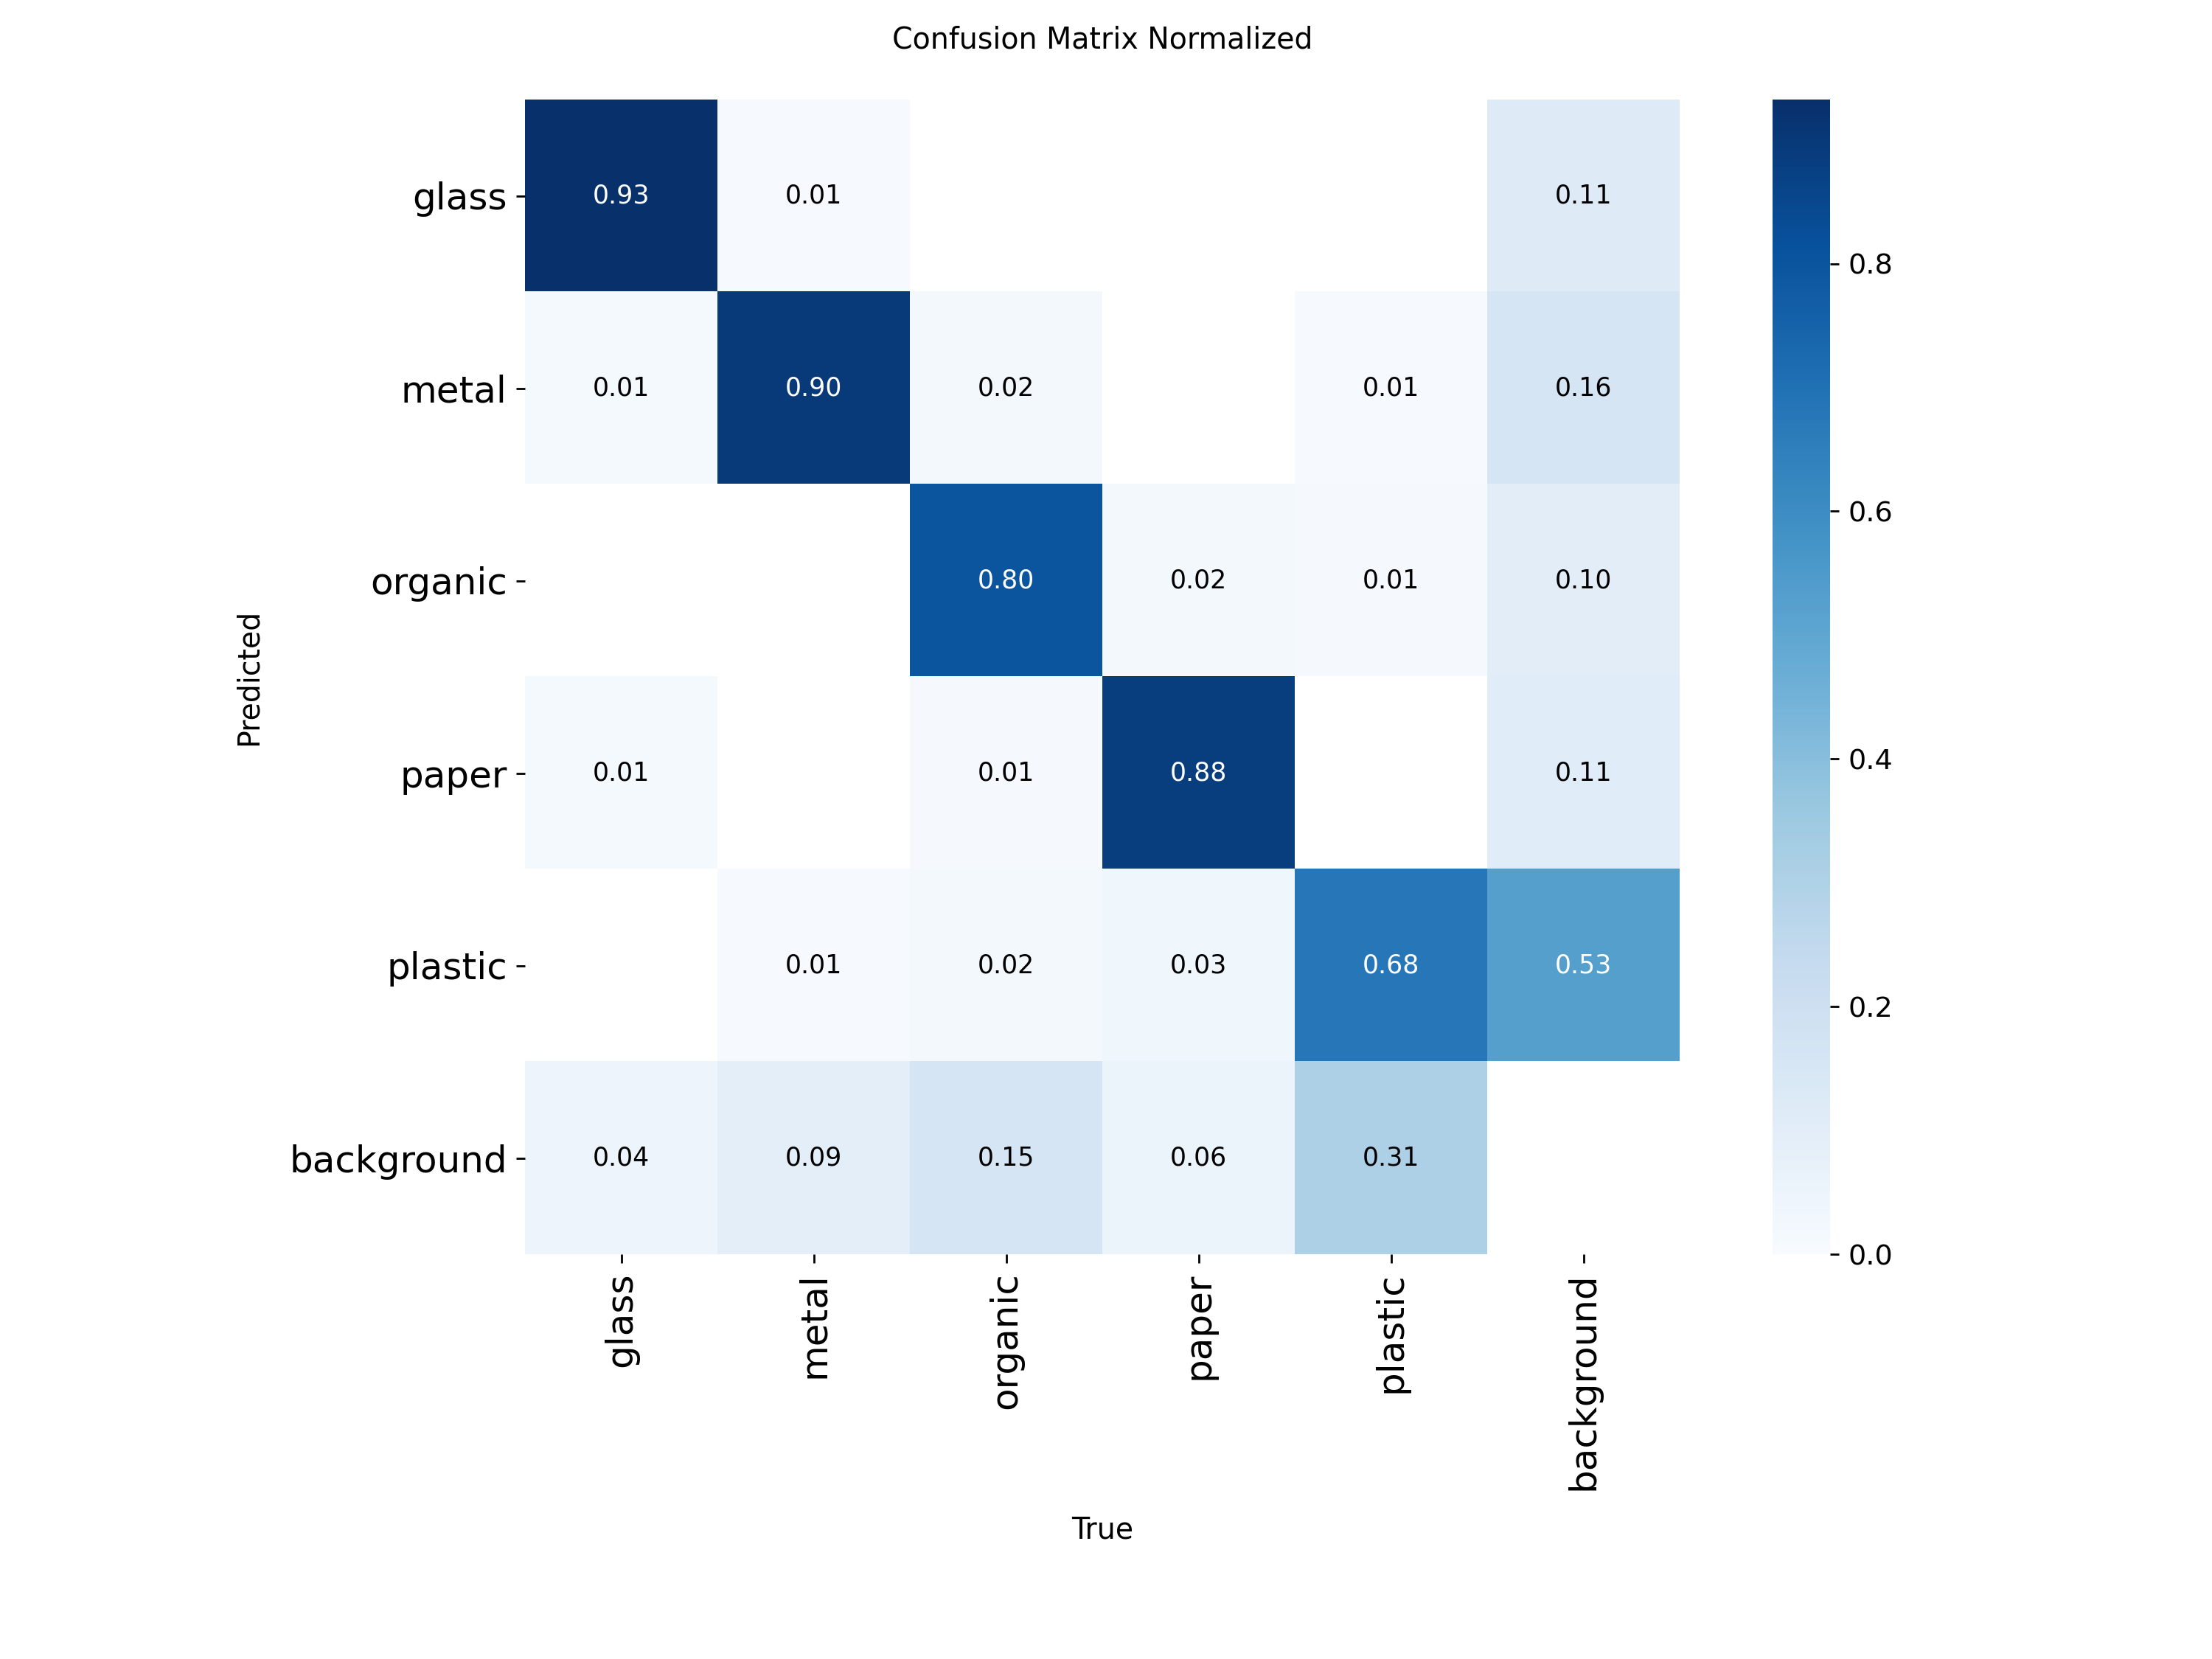 Confusion Matrix Normalized
glass 0.93 0.01 0.11
metal 0.01 0.90 0.02 0.01 0.16
organic 0.80 0.02 0.01 0.10
paper 0.01 0.01 0.88 0.11
plastic 0.01 0.02 0.03 0.68 0.53
background 0.04 0.09 0.15 0.06 0.31
Predicted
glass metal organic paper plastic background
True
0.8
0.6
0.4
0.2
0.0